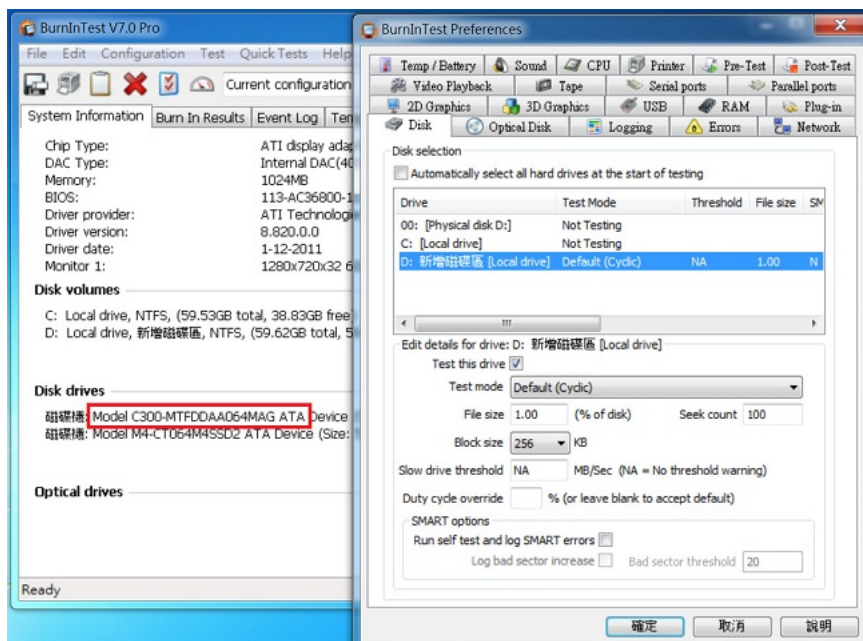 BurnInTest V7.0 Pro
File Edit Configuration Test Quick Tests Help
Current configuration
System Information Burn In Results Event Log
Chip Type: ATI display
DAC Type: Internal DAC(40
Memory: 1024MB
BIOS: 113-AC36800-1
Driver provider: ATI
Driver version: 8.820.0.0
Driver date: 1-12-2011
Monitor 1: 1280x720x32
Disk volumes
C: Local drive, NTFS, (59.53GB total, 38.83GB free)
D: Local drive, 新增磁碟區, NTFS, (59.62GB total,
Disk drives
磁碟機: Model C300-MTFDDAA064MAG ATA Device
磁碟機: Model M4-CT064M4SSD2 ATA Device (Size:
Optical drives
Ready
BurnInTest Preferences
Temp / Battery Sound CPU Printer Pre-Test Post-Test
Video Playback Tape Serial ports Parallel ports
2D Graphics 3D Graphics USB RAM Plug-in
Disk Optical Disk Logging Errors Network
Disk selection
Automatically select all hard drives at the start of testing
Drive Test Mode Threshold File size SM
00: [Physical disk D:] Not Testing
C: [Local drive] Not Testing
D: 新增磁碟區 [Local drive] Default (Cyclic) NA 1.00 N
Edit details for drive: D: 新增磁碟區 [Local drive]
Test this drive
Test mode Default (Cyclic)
File size 1.00 (% of disk) Seek count 100
Block size 256 KB
Slow drive threshold NA MB/Sec (NA = No threshold warning)
Duty cycle override % (or leave blank to accept default)
SMART options
Run self test and log SMART errors
Log bad sector increase Bad sector threshold 20
確定 取消 說明